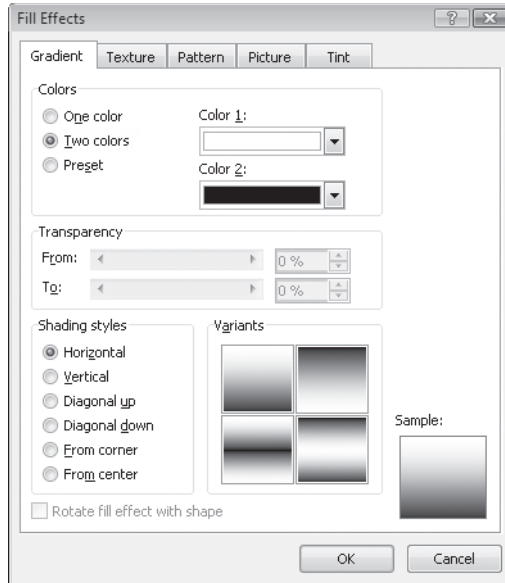 Fill Effects
Gradient Texture Pattern Picture Tint
Colors
One color
Two colors
Preset
Color 1:
Color 2:
Transparency
From: 0 %
To: 0 %
Shading styles
Horizontal
Vertical
Diagonal up
Diagonal down
From corner
From center
Variants
Sample:
Rotate fill effect with shape
OK Cancel